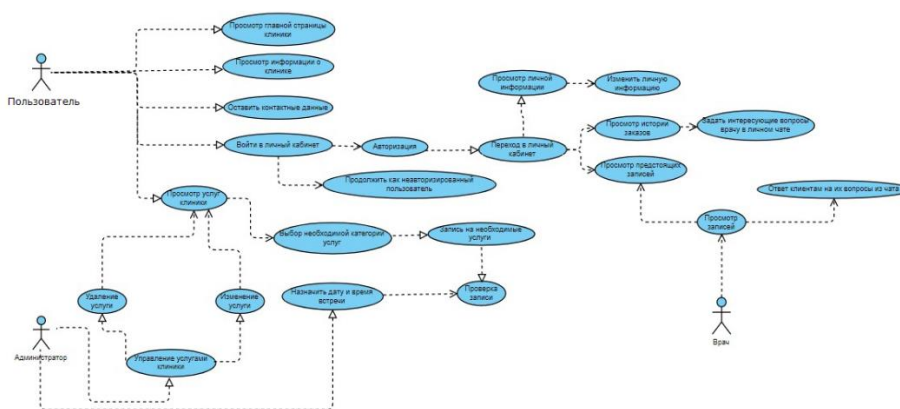 Просмотр главной страницы
клиники
Просмотр информации о
клинике
Пользователь
Оставить контактные данные
Войти в личный кабинет
Авторизация
Переход в личный
кабинет
Просмотр личной
информации
Изменить личную
информацию
Просмотр истории
заказов
Задать интересующие вопросы
врачу в личном чате
Просмотр предстоящих
записей
Продолжить как неавторизированный
пользователь
Просмотр услуг
клиники
Ответ клиентам на их вопросы из чата
Просмотр
записей
Выбор необходимой категории
услуг
Запись на необходимые
услуги
Удаление
услуги
Изменение
услуги
Назначить дату и время
встречи
Проверка
записи
Администратор
Врач
Управление услугами
клиники